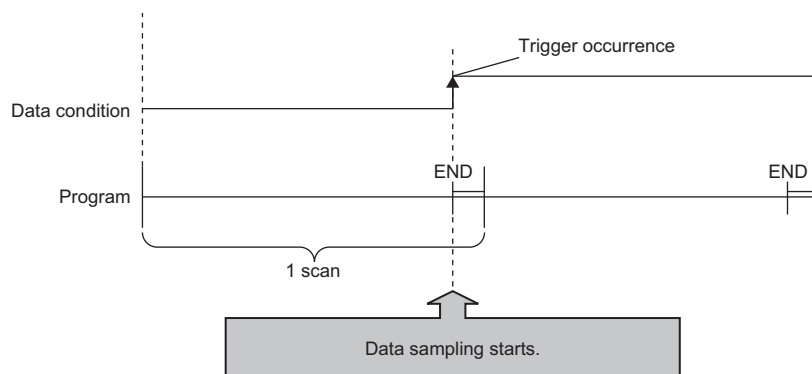 Trigger occurrence
Data condition
END
END
Program
1 scan
Data sampling starts.